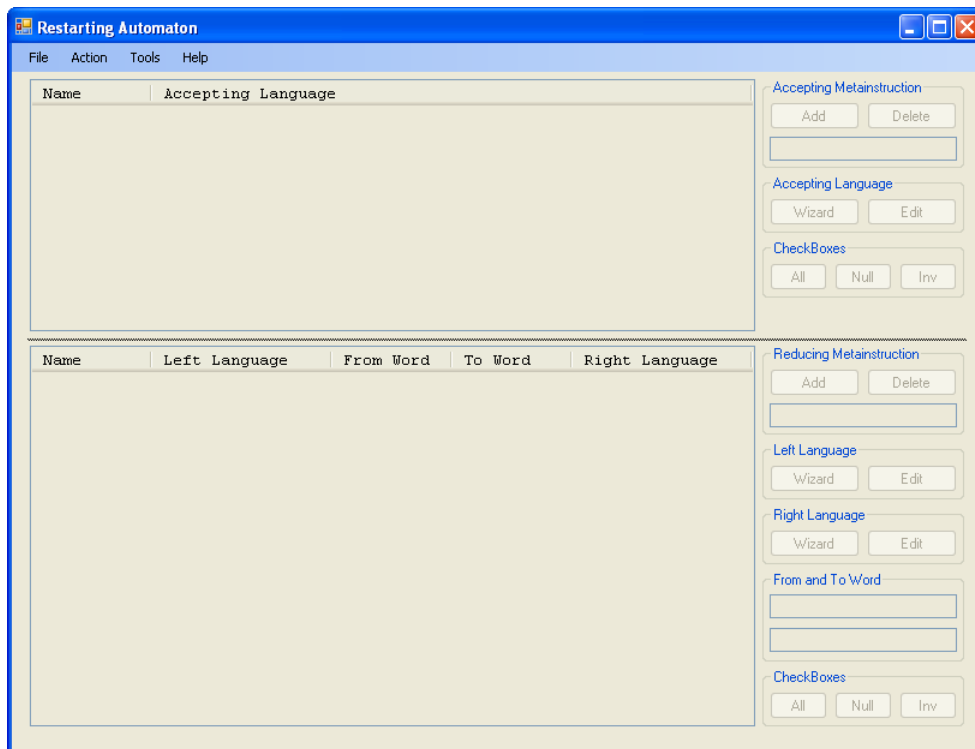 Restarting Automaton
File Action Tools Help
Name Accepting Language
Accepting Metainstruction
Add Delete
Accepting Language
Wizard Edit
CheckBoxes
All Null Inv
Name Left Language From Word To Word Right Language
Reducing Metainstruction
Add Delete
Left Language
Wizard Edit
Right Language
Wizard Edit
From and To Word
CheckBoxes
All Null Inv